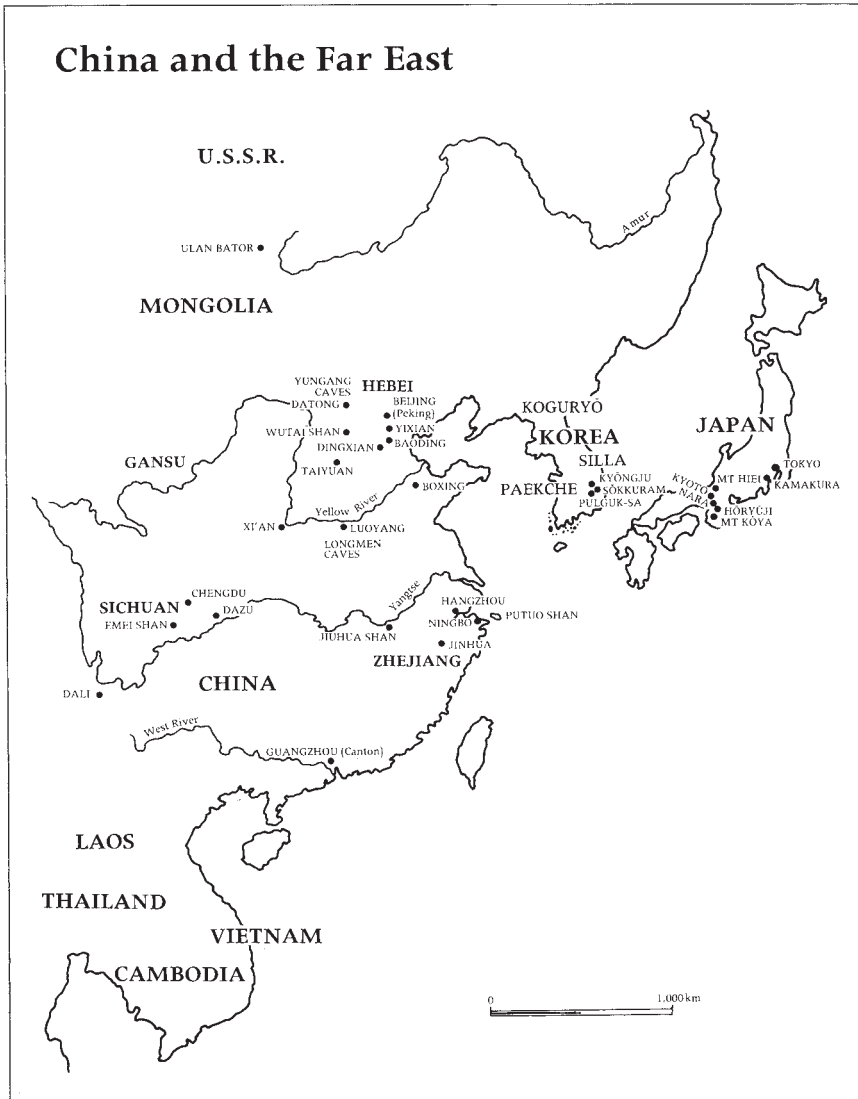 China and the Far East
U.S.S.R.
Amur
ULAN BATOR
MONGOLIA
YUNGANG
CAVES
DATONG
HEBEI
BEIJING
(Peking)
WUTAI SHAN
YIXIAN
DINGXIAN
BAODING
GANSU
TAIYUAN
BOXING
Yellow River
XI'AN
LUOYANG
LONGMEN
CAVES
KOGURYŎ
KOREA
SILLA
PAEKCHE
KYŎNGJU
SŎKKURAM
PULGUK-SA
JAPAN
TOKYO
MT HIEI
KAMAKURA
KYOTO
NARA
HŌRYŪJI
MT KŌYA
SICHUAN
CHENGDU
DAZU
EMEI SHAN
Yangtse
JIUHUA SHAN
HANGZHOU
NINGBO
PUTUO SHAN
JINHUA
ZHEJIANG
CHINA
DALI
West River
GUANGZHOU (Canton)
LAOS
THAILAND
VIETNAM
CAMBODIA
0
1,000 km